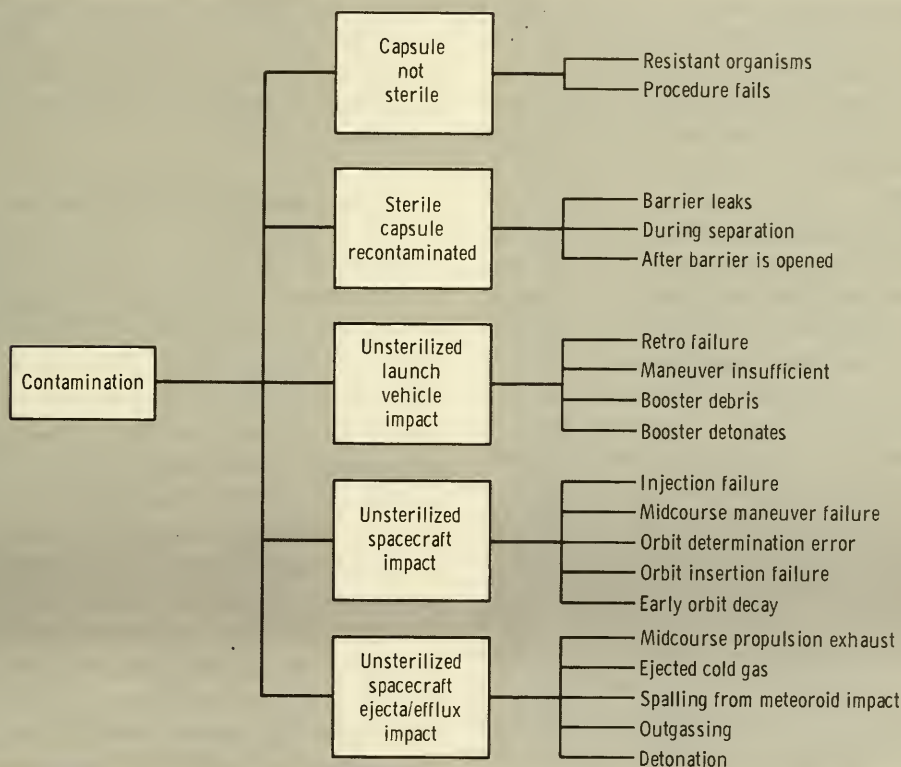 Capsule
not
sterile
Resistant organisms
Procedure fails
Sterile
capsule
recontaminated
Barrier leaks
During separation
After barrier is opened
Contamination
Unsterilized
launch
vehicle
impact
Retro failure
Maneuver insufficient
Booster debris
Booster detonates
Unsterilized
spacecraft
impact
Injection failure
Midcourse maneuver failure
Orbit determination error
Orbit insertion failure
Early orbit decay
Unsterilized
spacecraft
ejecta/efflux
impact
Midcourse propulsion exhaust
Ejected cold gas
Spalling from meteoroid impact
Outgassing
Detonation